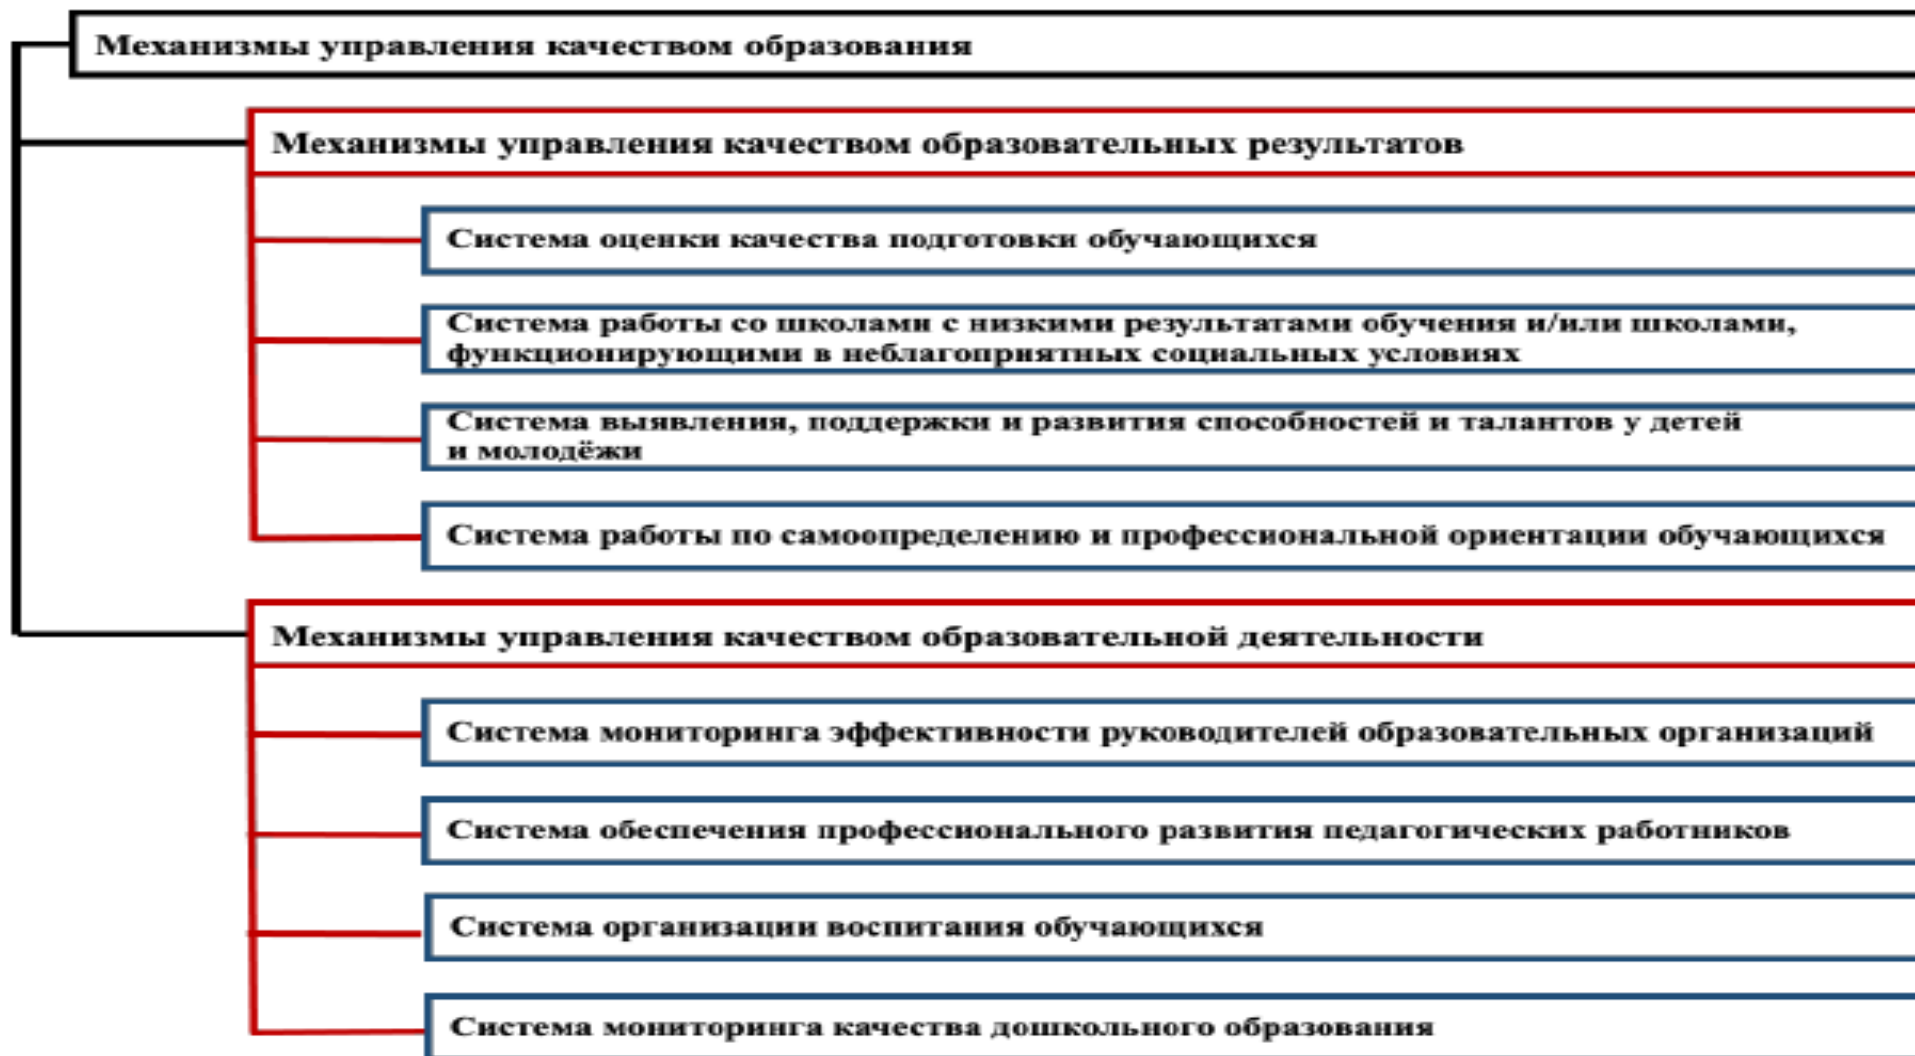 Механизмы управления качеством образования
Механизмы управления качеством образовательных результатов
Система оценки качества подготовки обучающихся
Система работы со школами с низкими результатами обучения и/или школами,
функционирующими в неблагоприятных социальных условиях
Система выявления, поддержки и развития способностей и талантов у детей
и молодёжи
Система работы по самоопределению и профессиональной ориентации обучающихся
Механизмы управления качеством образовательной деятельности
Система мониторинга эффективности руководителей образовательных организаций
Система обеспечения профессионального развития педагогических работников
Система организации воспитания обучающихся
Система мониторинга качества дошкольного образования